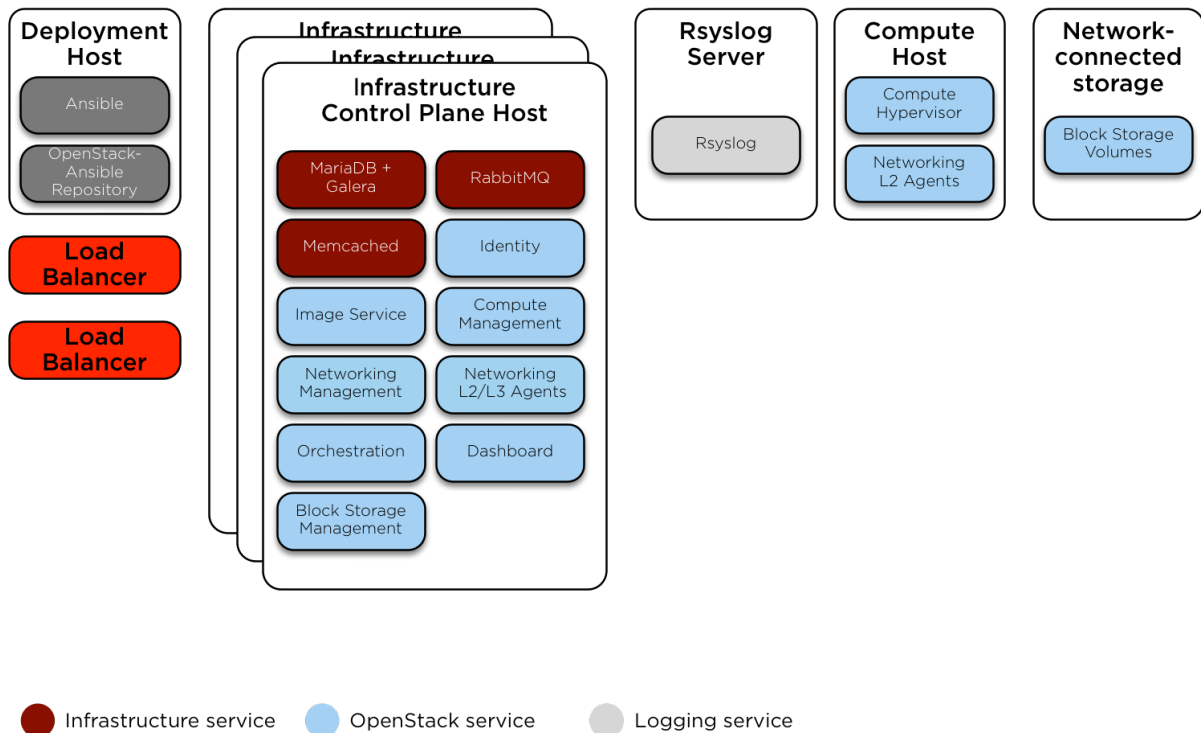 Deployment
Host
Ansible
OpenStack-
Ansible
Repository
Load
Balancer
Load
Balancer
Infrastructure
Infrastructure
Infrastructure
Control Plane Host
MariaDB +
Galera
RabbitMQ
Memcached
Identity
Image Service
Compute
Management
Networking
Management
Networking
L2/L3 Agents
Orchestration
Dashboard
Block Storage
Management
Rsyslog
Server
Rsyslog
Compute
Host
Compute
Hypervisor
Networking
L2 Agents
Network-
connected
storage
Block Storage
Volumes
Infrastructure service
OpenStack service
Logging service